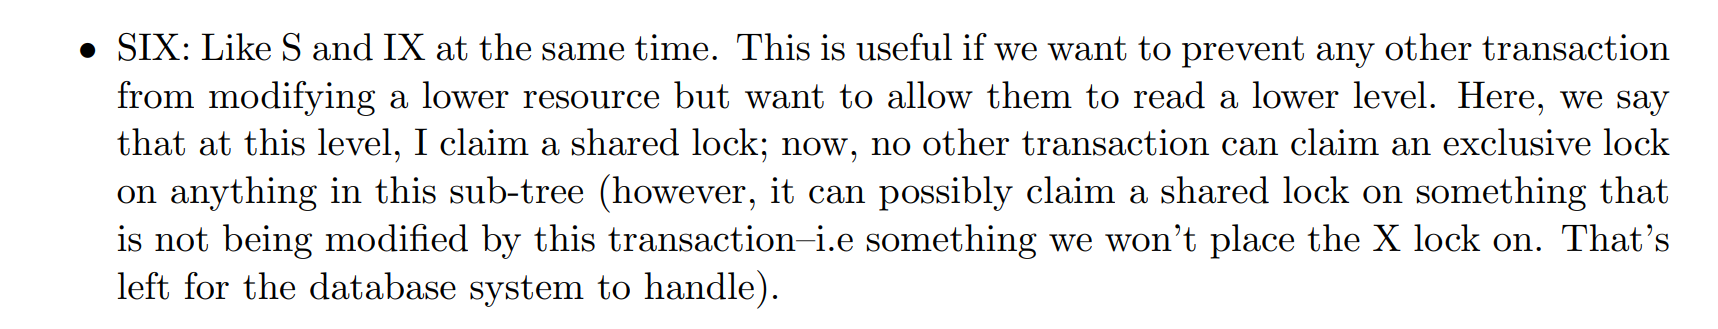 • SIX: Like S and IX at the same time. This is useful if we want to prevent any other transaction
from modifying a lower resource but want to allow them to read a lower level. Here, we say
that at this level, I claim a shared lock; now, no other transaction can claim an exclusive lock
on anything in this sub-tree (however, it can possibly claim a shared lock on something that
is not being modified by this transaction–i.e something we won’t place the X lock on. That’s
left for the database system to handle).